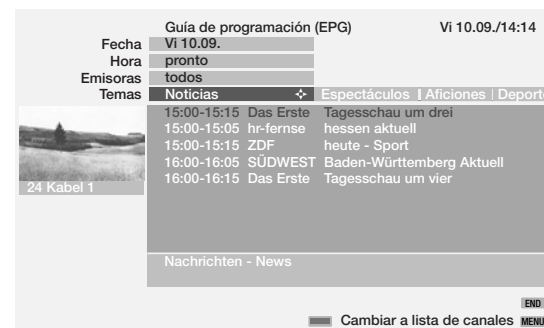 Guía de programación (EPG) Vi 10.09./14:14
Fecha Vi 10.09.
Hora pronto
Emisoras todos
Temas Noticias Espectáculos | Aficiones | Deporte
15:00-15:15 Das Erste Tagesschau um drei
15:00-15:05 hr-fernse hessen aktuell
15:00-15:15 ZDF heute - Sport
16:00-16:05 SÜDWEST Baden-Württemberg Aktuell
16:00-16:15 Das Erste Tagesschau um vier
24 Kabel 1
Nachrichten - News
END
Cambiar a lista de canales MENU